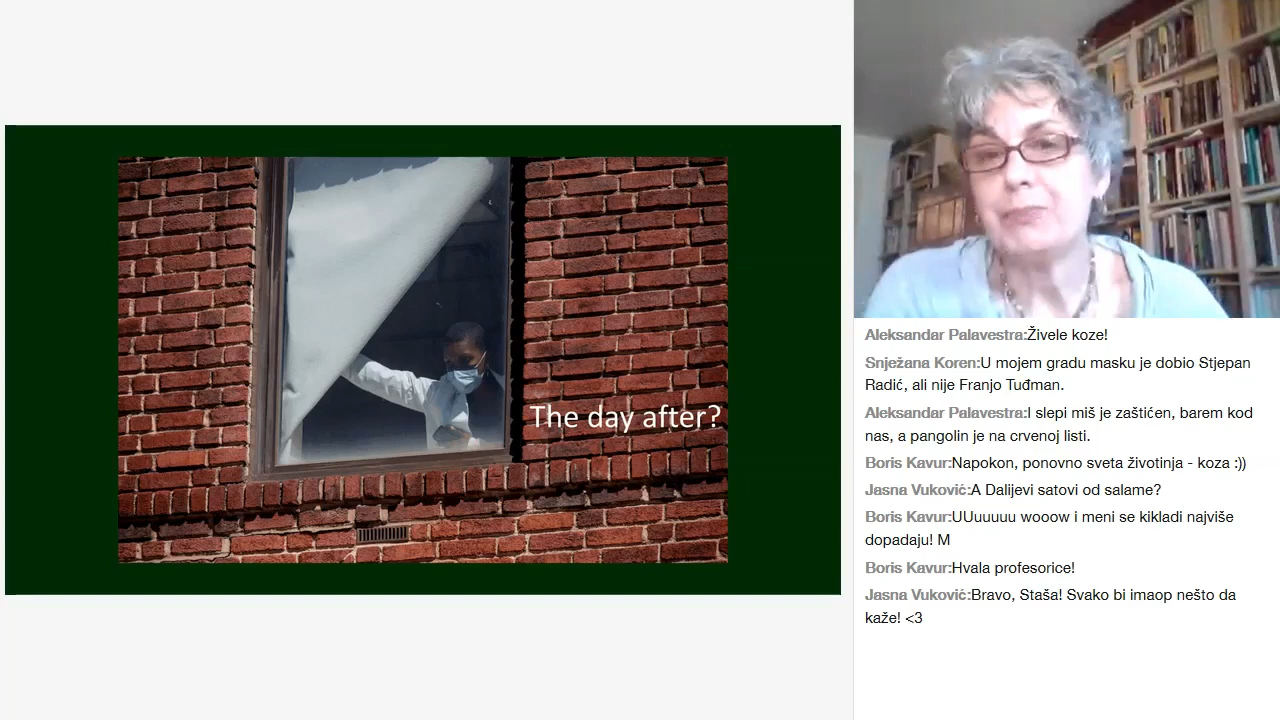 The day after?
Aleksandar Palavestra:Živele koze!
Snježana Koren:U mojem gradu masku je dobio Stjepan
Radić, ali nije Franjo Tuđman.
Aleksandar Palavestra:I slepi miš je zaštićen, barem kod
nas, a pangolin je na crvenoj listi.
Boris Kavur:Napokon, ponovno sveta životinja - koza :))
Jasna Vuković:A Dalijevi satovi od salame?
Boris Kavur:UUuuuuu wooow i meni se kikladi najviše
dopadaju! M
Boris Kavur:Hvala profesorice!
Jasna Vuković:Bravo, Staša! Svako bi imaop nešto da
kaže! <3